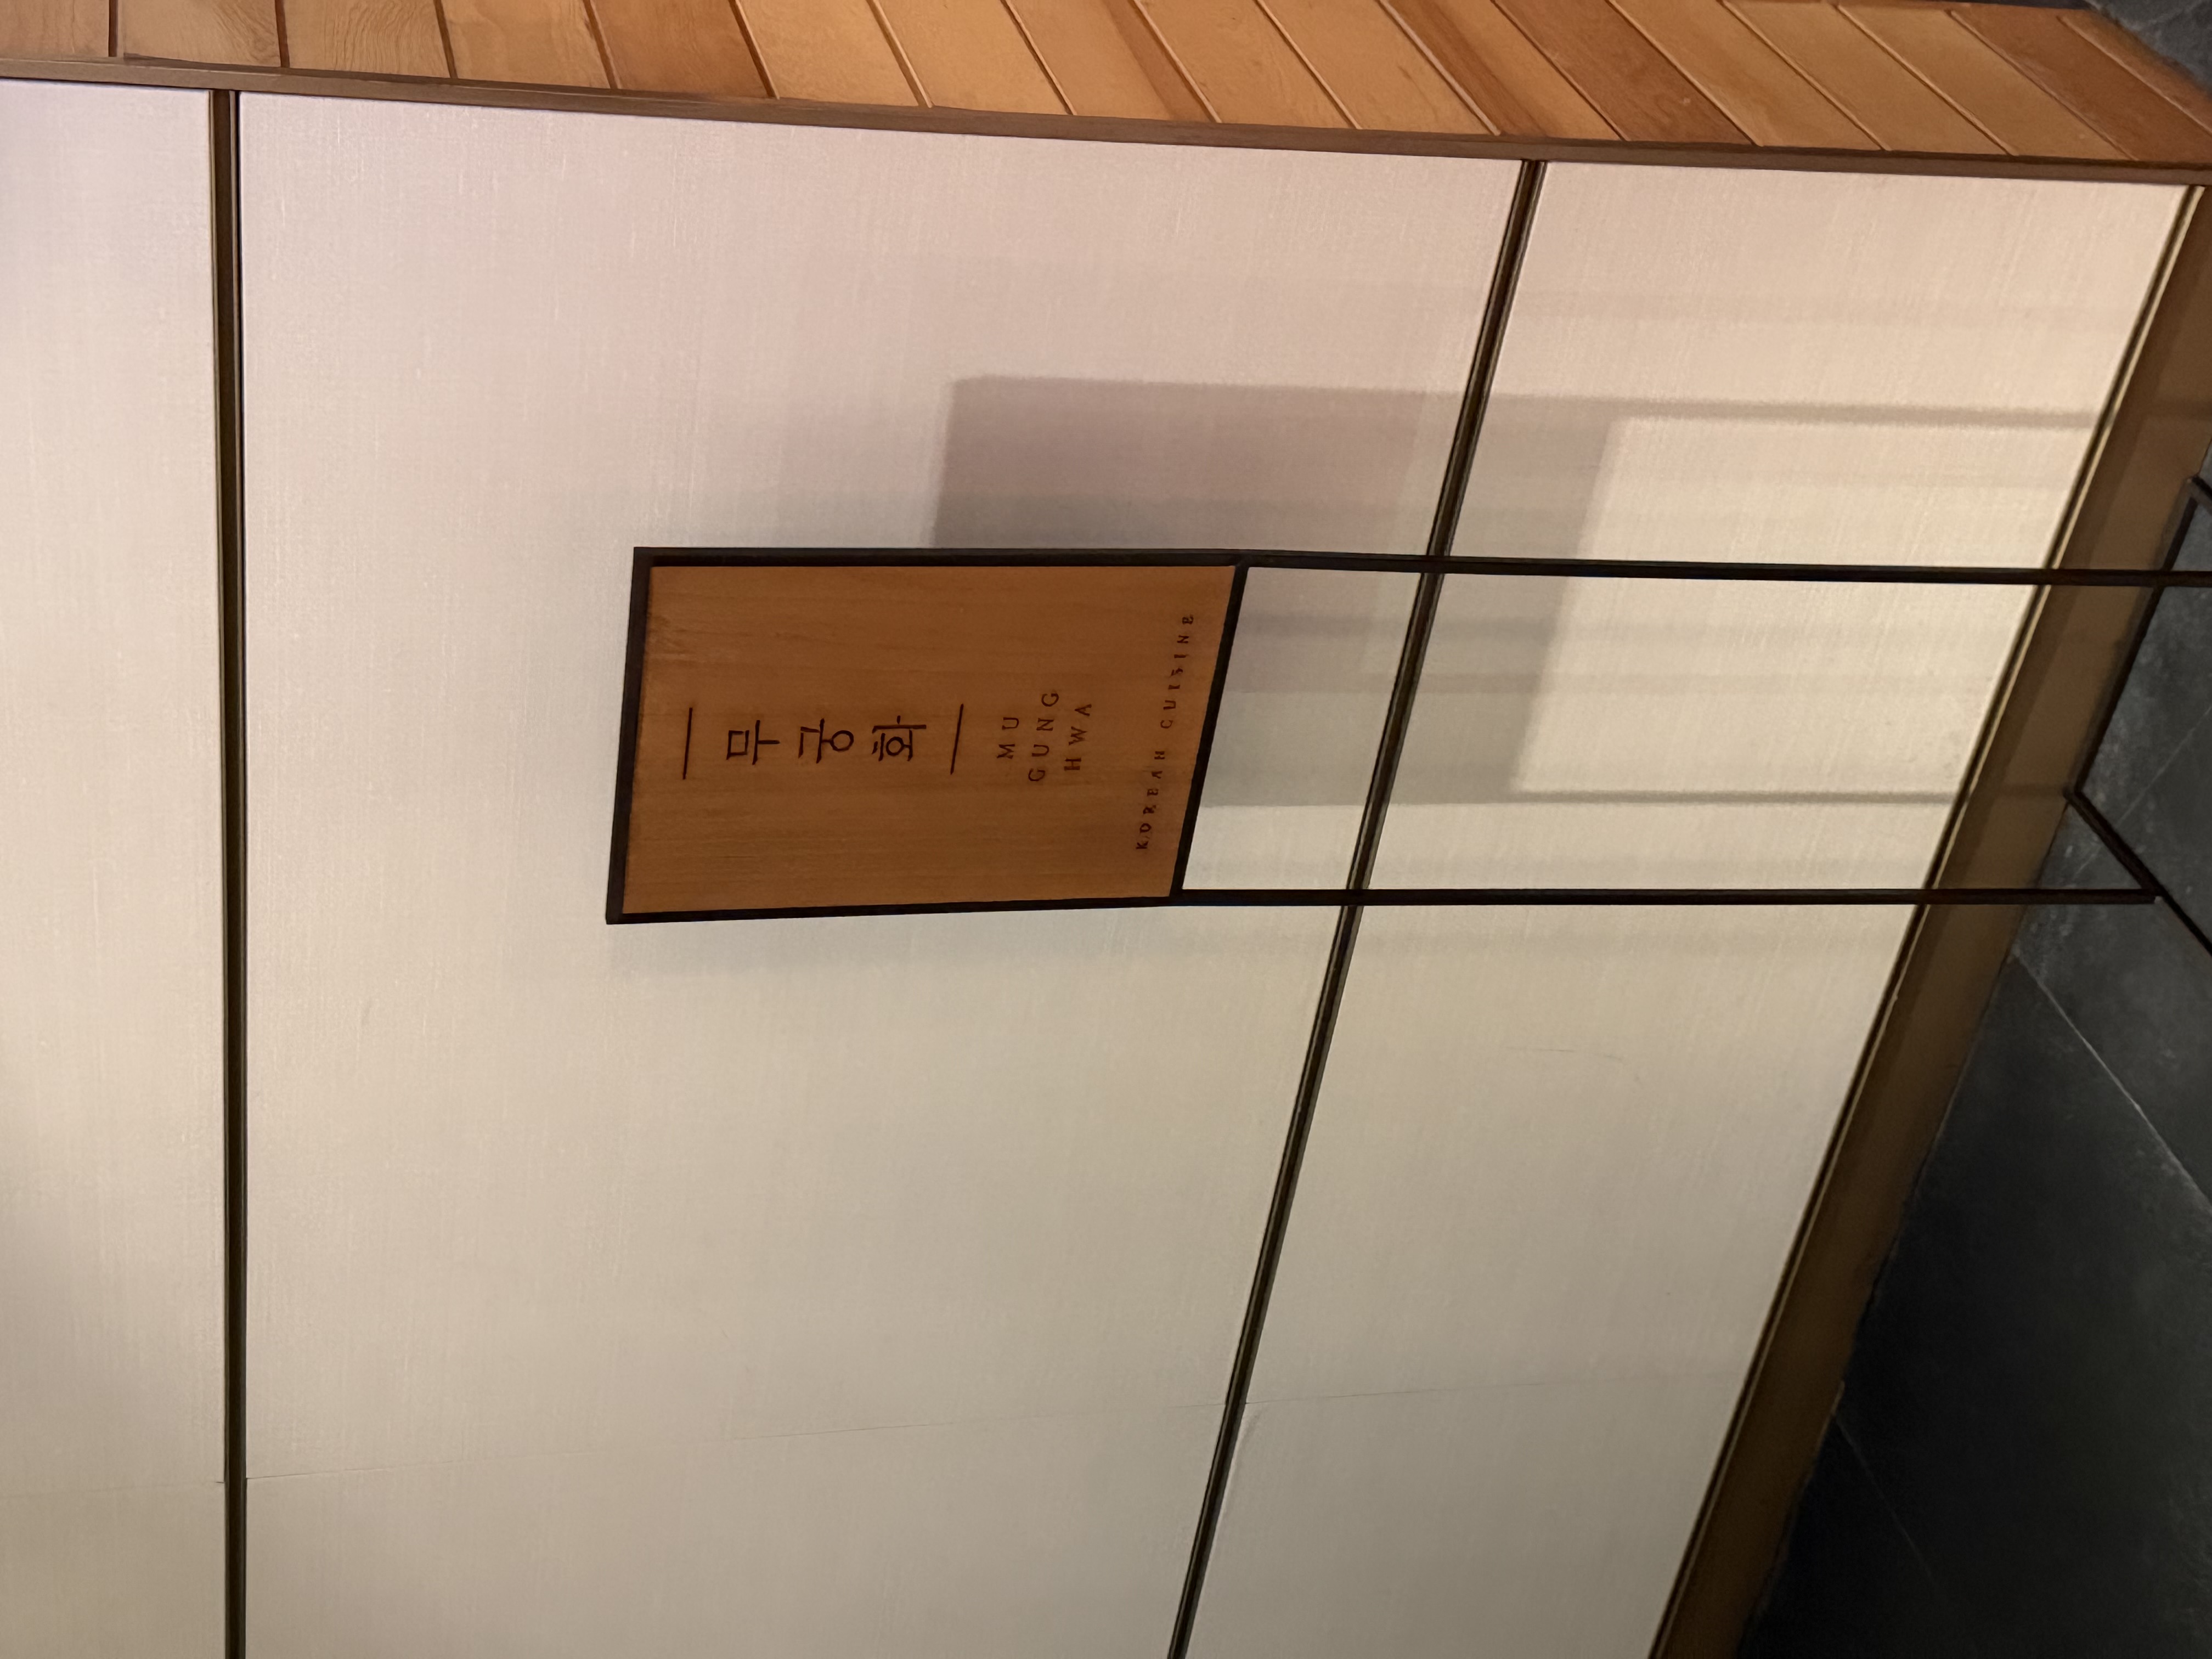 무
궁
화
MU
GUNG
HWA
KOREAN CUISINE